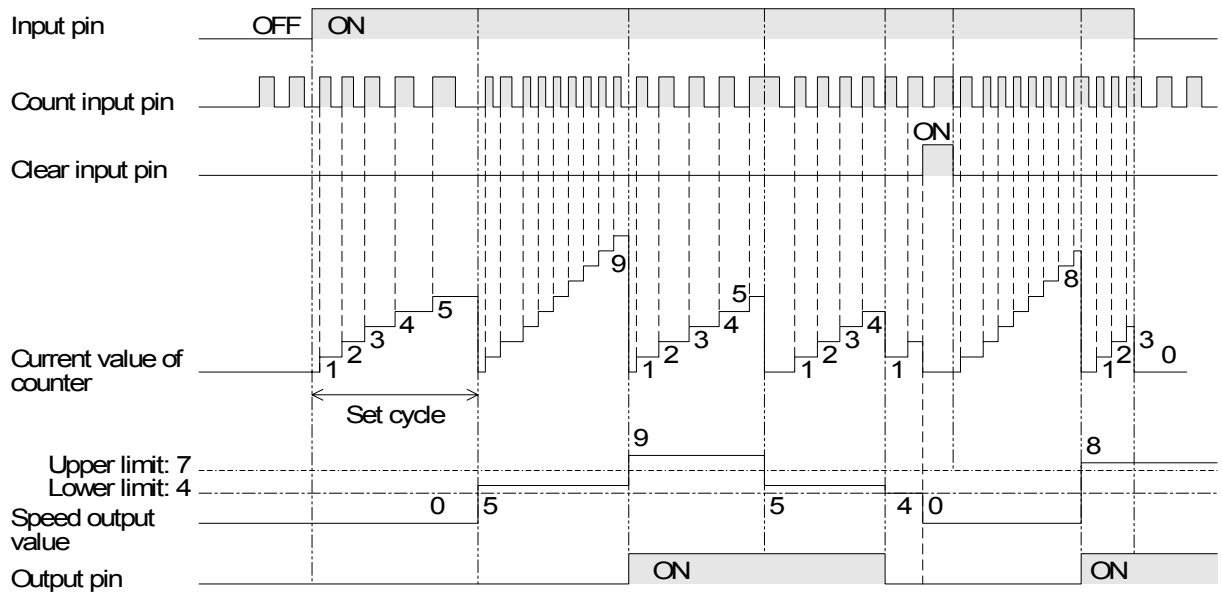 Input pin OFF ON
Count input pin
ON
Clear input pin
9
8
5 5
4 4 4
3 3 3 3
2 2 2 2
Current value of
counter
1 1 1 1 1 0
Set cycle
9 8
Upper limit: 7
Lower limit: 4
Speed output
value
0 5 5 4 0
Output pin ON ON